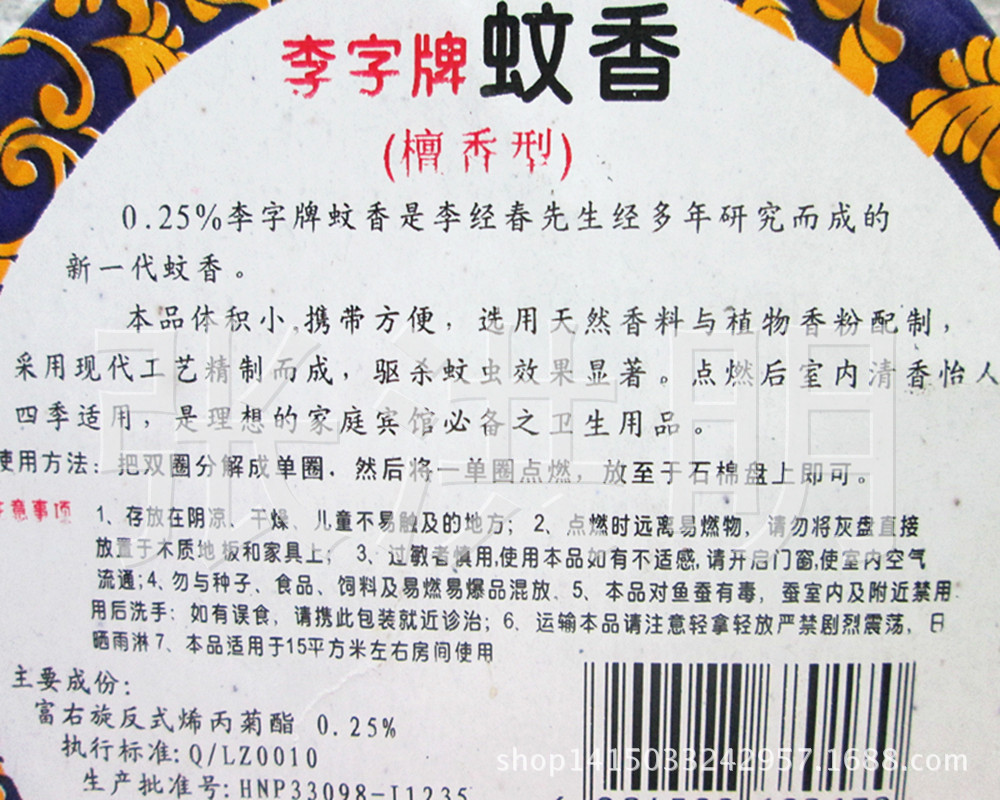 李字牌蚊香
(檀香型)
0.25%李字牌蚊香是李经春先生经多年研究而成的
新一代蚊香。
本品体积小,携带方便，选用天然香料与植物香粉配制，
采用现代工艺精制而成，驱杀蚊虫效果显著。点燃后室内清香怡人
四季适用，是理想的家庭宾馆必备之卫生用品。
使用方法：把双圈分解成单圈，然后将一单圈点燃，放至于石棉盘上即可。
注意事项
1、存放在阴凉、干燥、儿童不易触及的地方；2、点燃时远离易燃物，请勿将灰盘直接
放置于木质地板和家具上；3、过敏者慎用,使用本品如有不适感,请开启门窗,使室内空气
流通;4、勿与种子、食品、饲料及易燃易爆品混放.5、本品对鱼蚕有毒，蚕室内及附近禁用.
用后洗手：如有误食，请携此包装就近诊治；6、运输本品请注意轻拿轻放严禁剧烈震荡，日
晒雨淋7、本品适用于15平方米左右房间使用
主要成份：
富右旋反式烯丙菊酯 0.25%
执行标准:Q/LZ0010
生产批准号:HNP33098-I1235
张洪明
shop1415038242957.1688.com